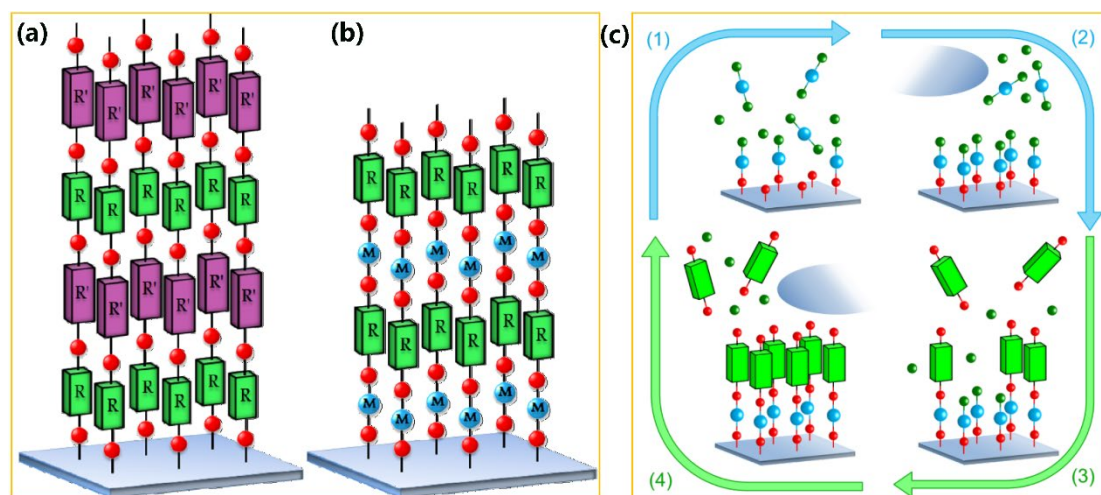 (a)
R' R' R' R' R' R'
R R R R R R
R' R' R' R' R' R'
R R R R R R
(b)
R R R R R R
M M M M M M
R R R R R R
M M M M M M
(c)
(1)
(2)
(3)
(4)